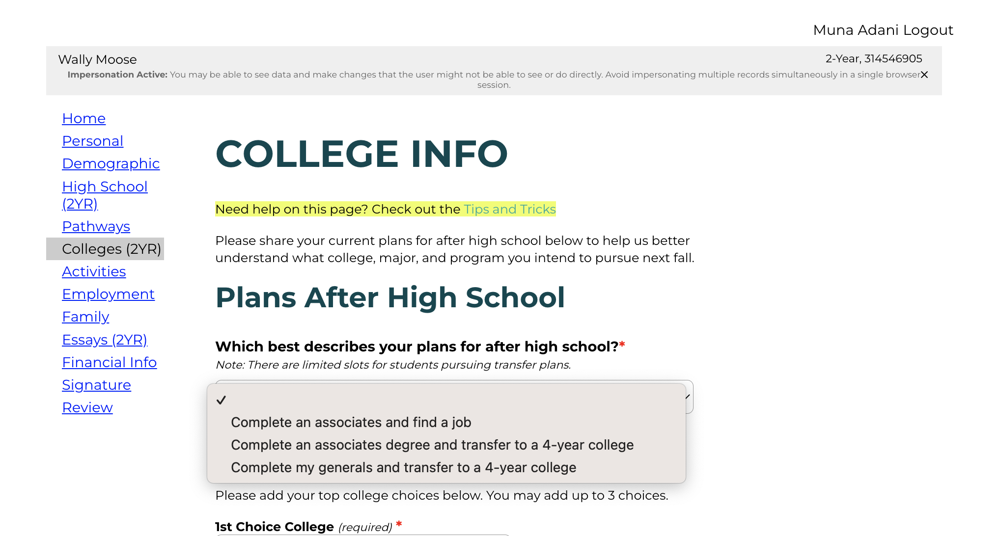 Muna Adani Logout
Wally Moose
2-Year, 314546905
Impersonation Active: You may be able to see data and make changes that the user might not be able to see or do directly. Avoid impersonating multiple records simultaneously in a single browser
session.
Home
Personal
Demographic
High School
(2YR)
Pathways
Colleges (2YR)
Activities
Employment
Family
Essays (2YR)
Financial Info
Signature
Review
COLLEGE INFO
Need help on this page? Check out the Tips and Tricks
Please share your current plans for after high school below to help us better
understand what college, major, and program you intend to pursue next fall.
Plans After High School
Which best describes your plans for after high school?*
Note: There are limited slots for students pursuing transfer plans.
Complete an associates and find a job
Complete an associates degree and transfer to a 4-year college
Complete my generals and transfer to a 4-year college
Please add your top college choices below. You may add up to 3 choices.
1st Choice College (required) *